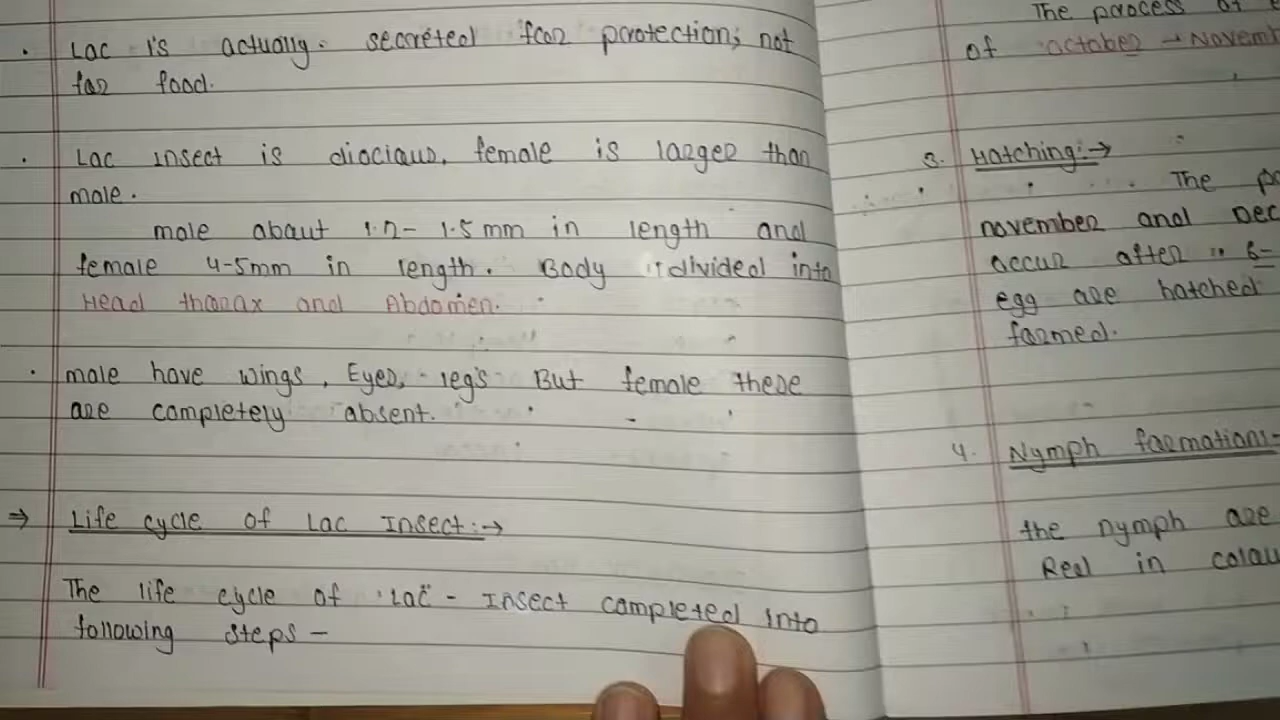 Lac is actually secreted for protection; not
for food.
Lac insect is diocious, female is larger than
male.
male about 1.2- 1.5 mm in length and
female 4-5mm in length. Body divided into
Head thorax and Abdomen.
male have wings, Eyes, legs But female these
are completely absent.
⇒ Life cycle of Lac Insect:→
The life cycle of Lac - Insect completed into
following steps -
The process of
of october → Novemb
3. Hatching:→
The
november and Dec
occur after 6-
egg are hatched
formed.
4. Nymph formation:-
the nymph are
Red in colou